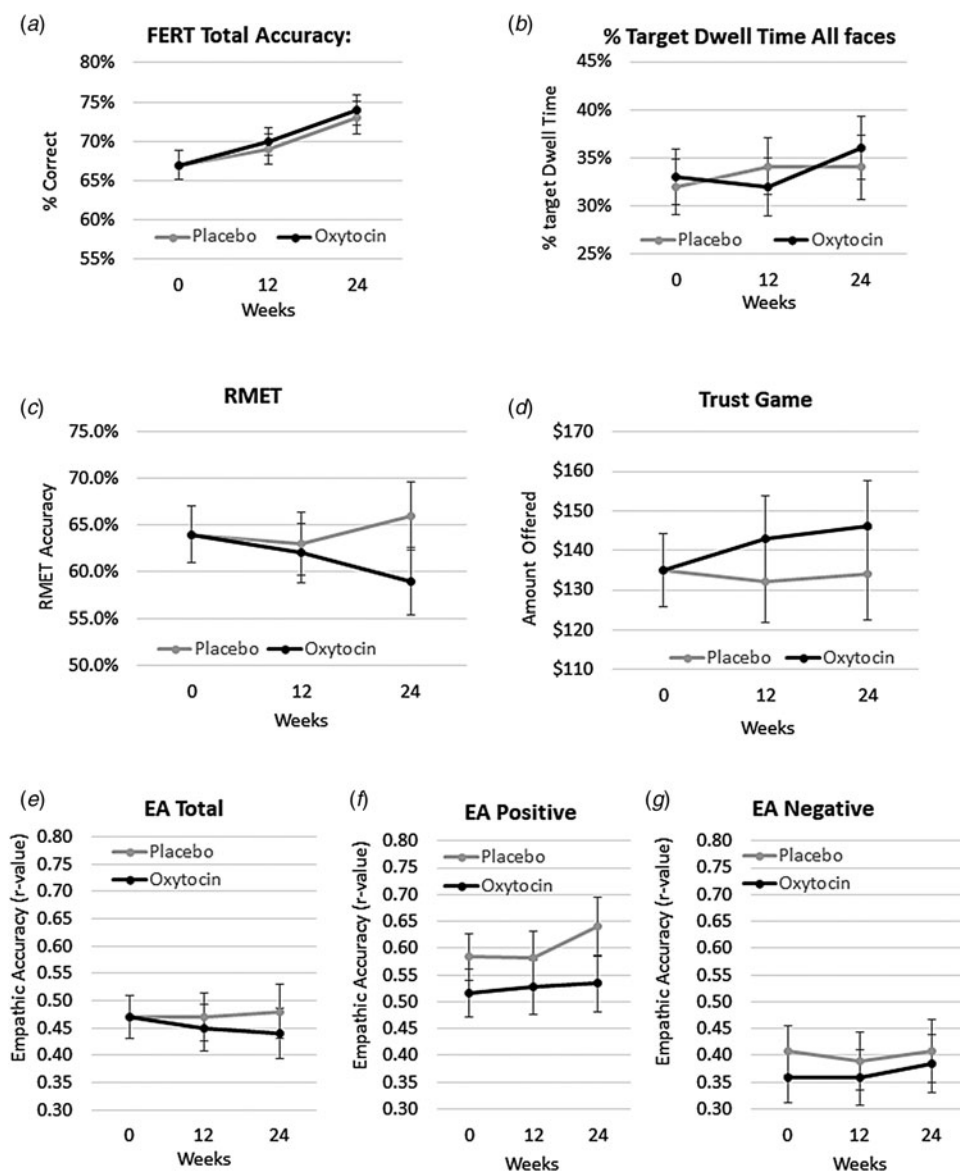 (a)
FERT Total Accuracy:
80%
75%
70%
65%
60%
55%
% Correct
Placebo
Oxytocin
0
12
24
Weeks
(b)
% Target Dwell Time All faces
45%
40%
35%
30%
25%
% target Dwell Time
Placebo
Oxytocin
0
12
24
Weeks
(c)
RMET
75.0%
70.0%
65.0%
60.0%
55.0%
50.0%
RMET Accuracy
Placebo
Oxytocin
0
12
24
Weeks
(d)
Trust Game
$170
$160
$150
$140
$130
$120
$110
Amount Offered
Placebo
Oxytocin
0
12
24
Weeks
(e)
EA Total
0.80
0.75
0.70
0.65
0.60
0.55
0.50
0.45
0.40
0.35
0.30
Empathic Accuracy (r-value)
Placebo
Oxytocin
0
12
24
Weeks
(f)
EA Positive
0.80
0.75
0.70
0.65
0.60
0.55
0.50
0.45
0.40
0.35
0.30
Empathic Accuracy (r-value)
Placebo
Oxytocin
0
12
24
Weeks
(g)
EA Negative
0.80
0.75
0.70
0.65
0.60
0.55
0.50
0.45
0.40
0.35
0.30
Empathic Accuracy (r-value)
Placebo
Oxytocin
0
12
24
Weeks